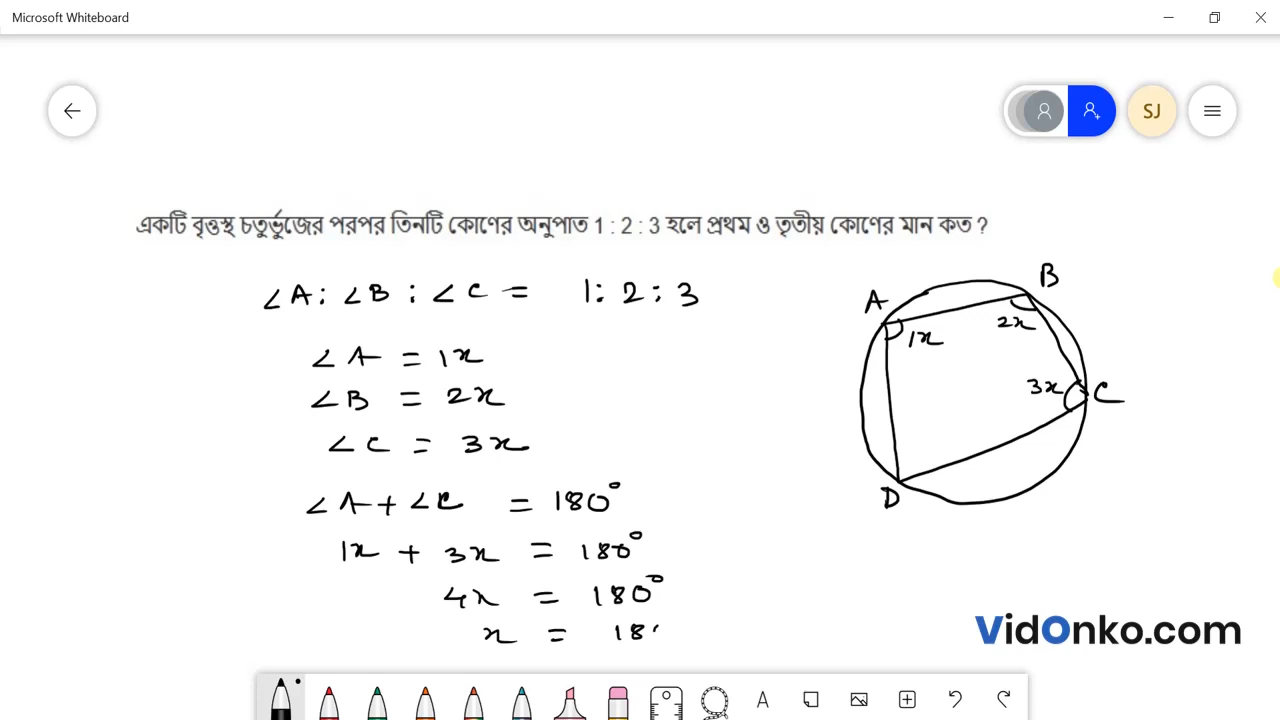 Microsoft Whiteboard
SJ
একটি বৃত্তস্থ চতুর্ভুজের পরপর তিনটি কোণের অনুপাত 1 : 2 : 3 হলে প্রথম ও তৃতীয় কোণের মান কত ?
∠A : ∠B : ∠C = 1 : 2 : 3
∠A = 1x
∠B = 2x
∠C = 3x
∠A + ∠C = 180°
1x + 3x = 180°
4x = 180°
x = 18
A
B
1x
2x
3x
C
D
VidOnko.com
A